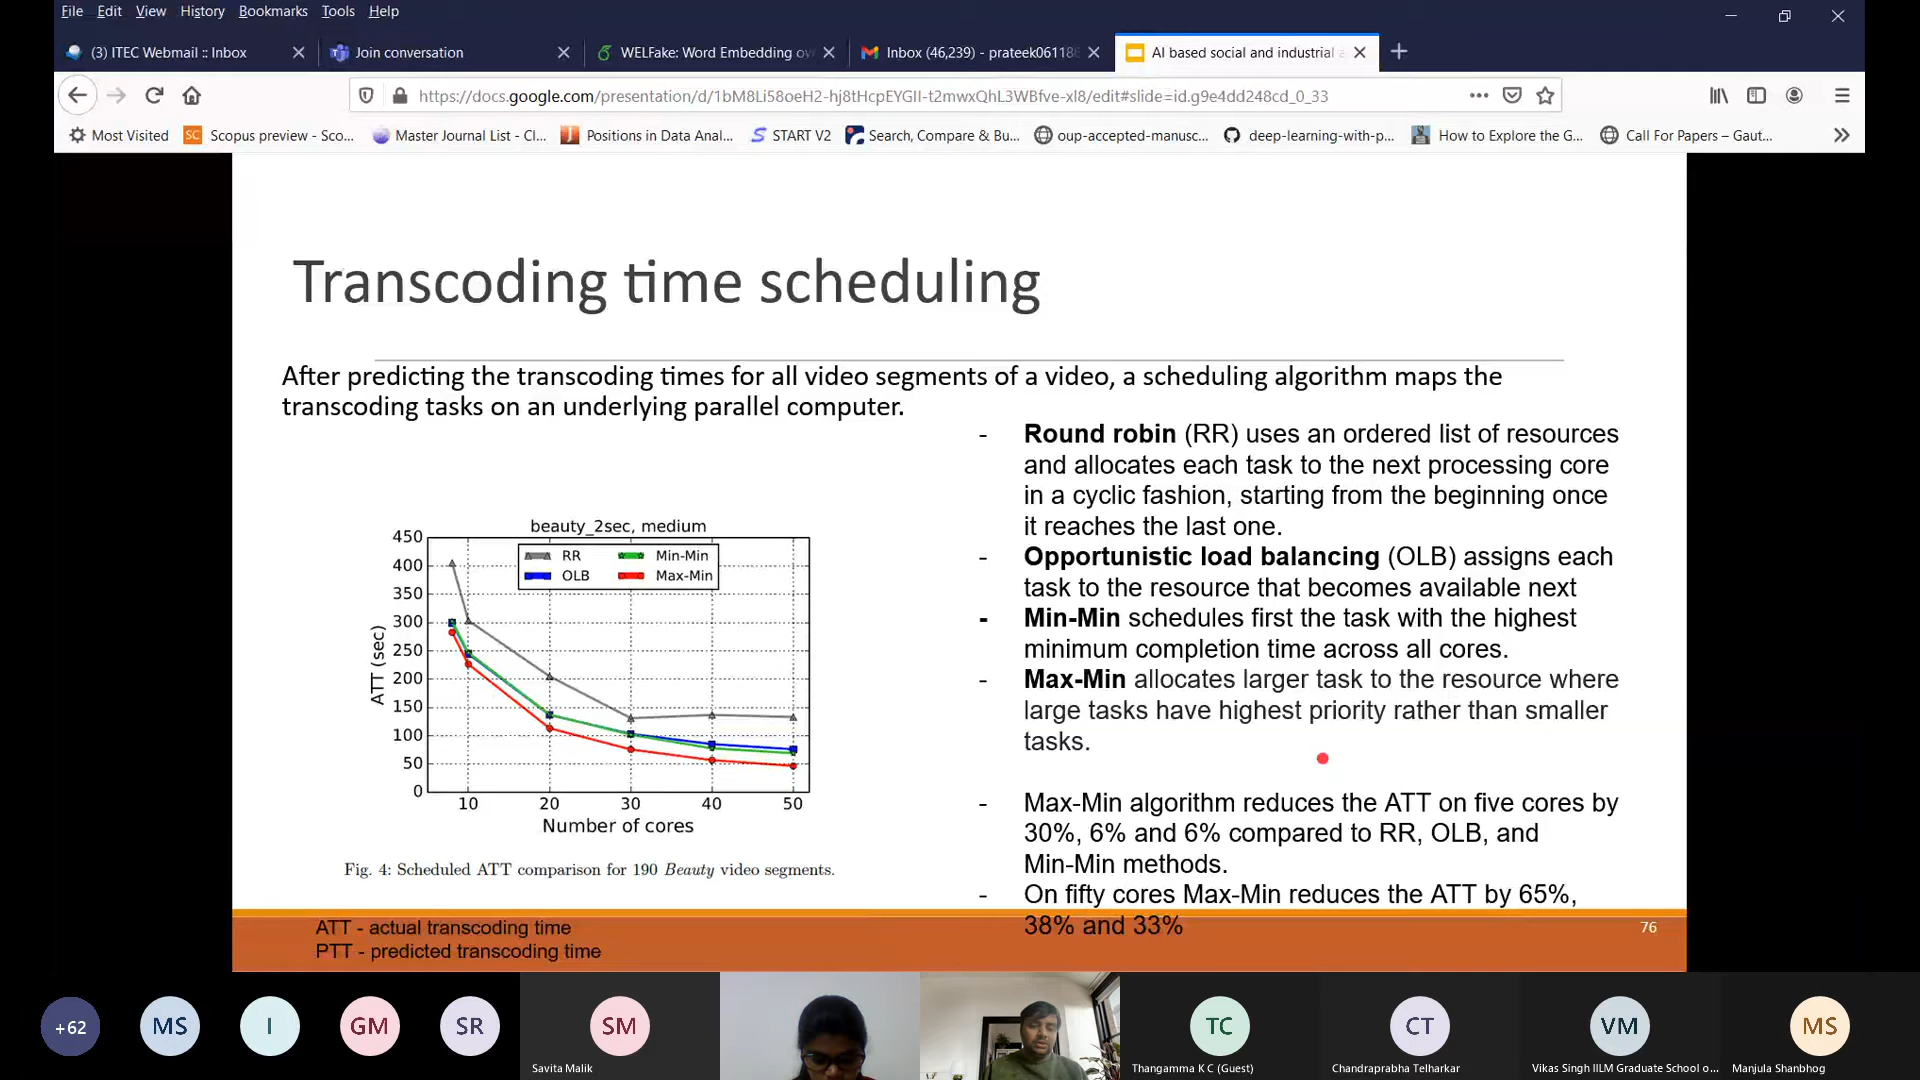 File Edit View History Bookmarks Tools Help
(3) ITEC Webmail :: Inbox
Join conversation
WELFake: Word Embedding ov
Inbox (46,239) - prateek06118
AI based social and industrial
https://docs.google.com/presentation/d/1bM8Li58oeH2-hj8tHcpEYGII-t2mwxQhL3WBfve-xI8/edit#slide=id.g9e4dd248cd_0_33
Most Visited
SC
Scopus preview - Sco...
Master Journal List - Cl...
Positions in Data Anal...
START V2
Search, Compare & Bu...
oup-accepted-manusc...
deep-learning-with-p...
How to Explore the G...
Call For Papers – Gaut...
Transcoding time scheduling
After predicting the transcoding times for all video segments of a video, a scheduling algorithm maps the
transcoding tasks on an underlying parallel computer.
- Round robin (RR) uses an ordered list of resources
and allocates each task to the next processing core
in a cyclic fashion, starting from the beginning once
it reaches the last one.
- Opportunistic load balancing (OLB) assigns each
task to the resource that becomes available next
- Min-Min schedules first the task with the highest
minimum completion time across all cores.
- Max-Min allocates larger task to the resource where
large tasks have highest priority rather than smaller
tasks.
- Max-Min algorithm reduces the ATT on five cores by
30%, 6% and 6% compared to RR, OLB, and
Min-Min methods.
- On fifty cores Max-Min reduces the ATT by 65%,
38% and 33%
beauty_2sec, medium
RR Min-Min
OLB Max-Min
ATT (sec)
450
400
350
300
250
200
150
100
50
0
10 20 30 40 50
Number of cores
Fig. 4: Scheduled ATT comparison for 190 Beauty video segments.
ATT - actual transcoding time
PTT - predicted transcoding time
76
+62
MS
I
GM
SR
SM
Savita Malik
TC
Thangamma K C (Guest)
CT
Chandraprabha Telharkar
VM
Vikas Singh IILM Graduate School o...
MS
Manjula Shanbhog